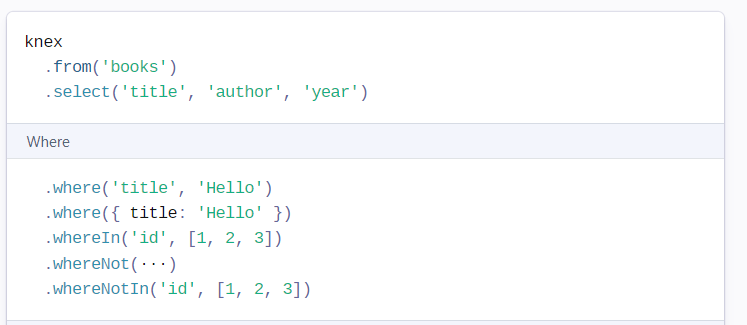 knex
  .from('books')
  .select('title', 'author', 'year')
Where
  .where('title', 'Hello')
  .where({ title: 'Hello' })
  .whereIn('id', [1, 2, 3])
  .whereNot(···)
  .whereNotIn('id', [1, 2, 3])